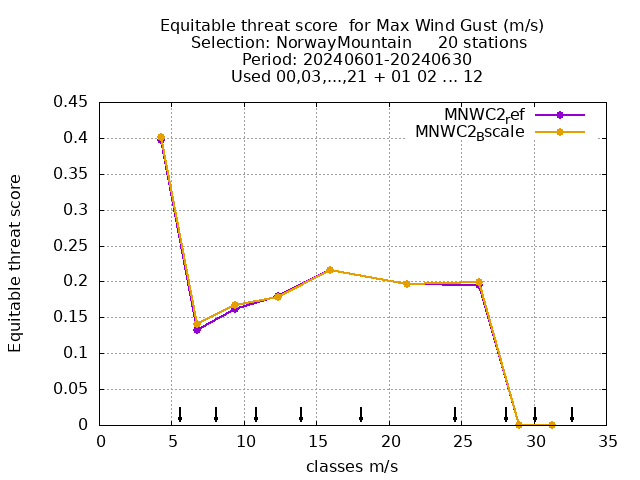 Equitable threat score  for Max Wind Gust (m/s)
Selection: NorwayMountain     20 stations
Period: 20240601-20240630
Used 00,03,...,21 + 01 02 ... 12
MNWC2ref
MNWC2Bscale
Equitable threat score
0.45
0.4
0.35
0.3
0.25
0.2
0.15
0.1
0.05
0
0 5 10 15 20 25 30 35
classes m/s